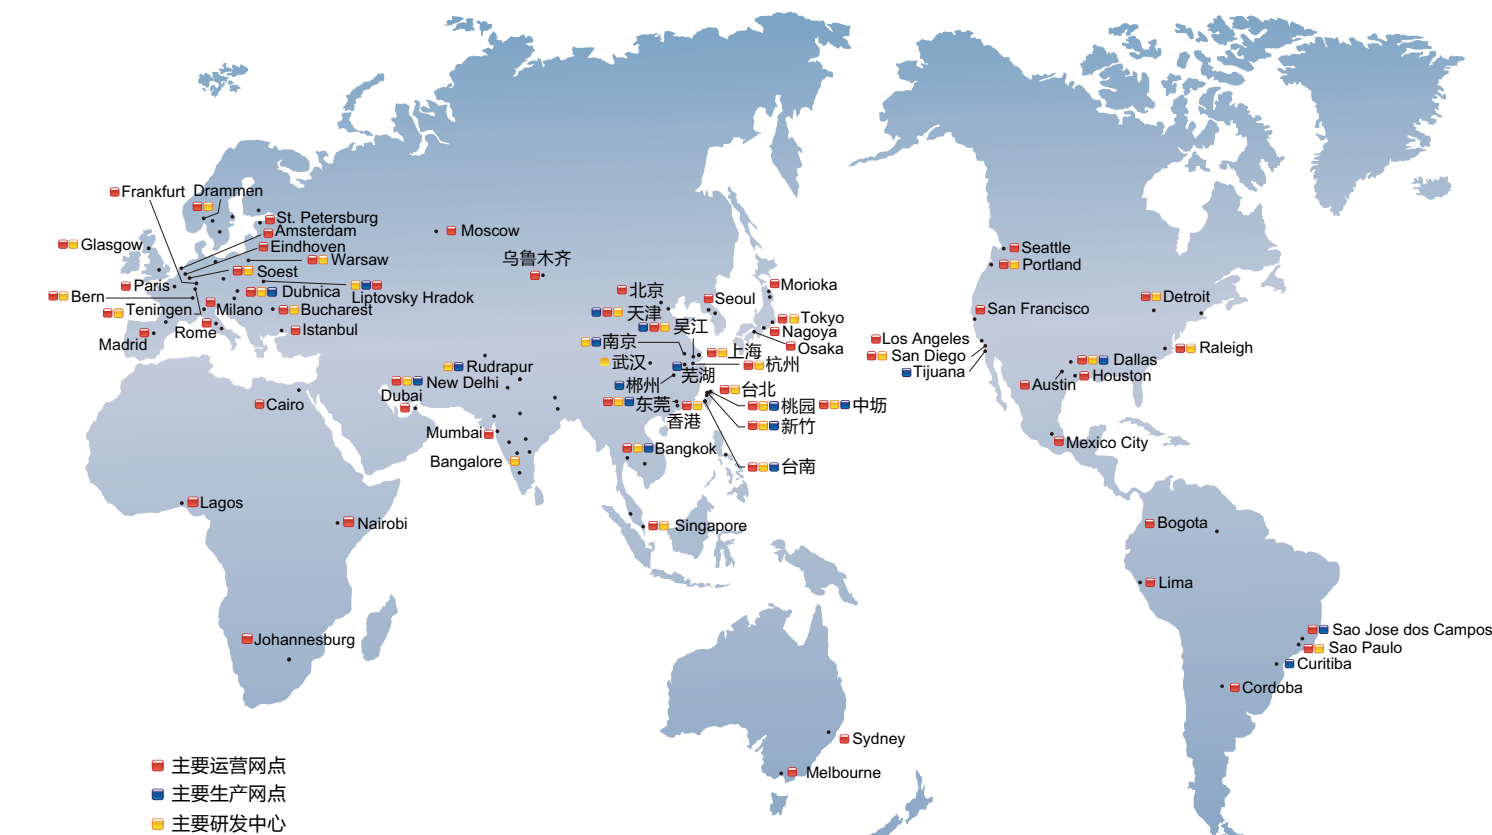 Frankfurt
Drammen
St. Petersburg
Amsterdam
Moscow
Glasgow
Eindhoven
Warsaw
乌鲁木齐
Soest
Paris
Bern
Dubnica
Liptovsky Hradok
Teningen
Milano
Bucharest
Rome
Istanbul
Madrid
北京
Seoul
Morioka
天津
吴江
Tokyo
Nagoya
Osaka
南京
上海
武汉
杭州
芜湖
Rudrapur
New Delhi
郴州
Dubai
台北
Cairo
东莞
香港
桃园
中坜
新竹
Mumbai
Bangkok
Bangalore
台南
Lagos
Nairobi
Singapore
Johannesburg
Sydney
Melbourne
Seattle
Portland
San Francisco
Detroit
Los Angeles
San Diego
Tijuana
Raleigh
Dallas
Houston
Austin
Mexico City
Bogota
Lima
Sao Jose dos Campos
Sao Paulo
Curitiba
Cordoba
主要运营网点
主要生产网点
主要研发中心